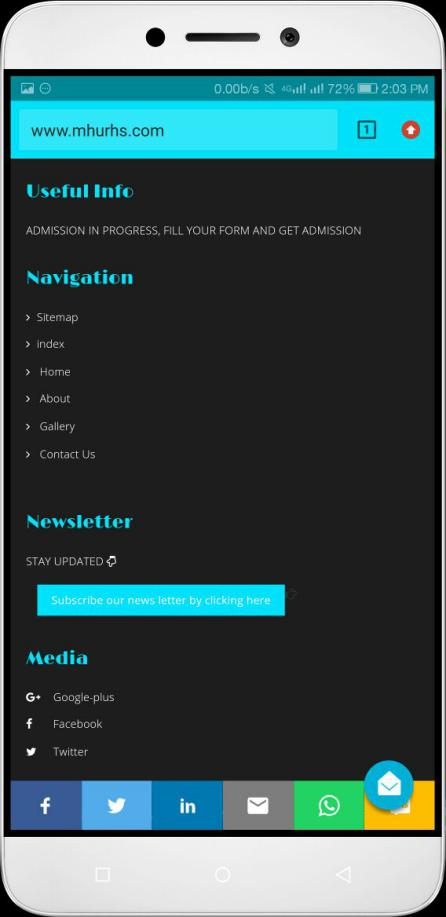 0.00b/s 4G 72% 2:03 PM
www.mhurhs.com 1
Useful Info
ADMISSION IN PROGRESS, FILL YOUR FORM AND GET ADMISSION
Navigation
Sitemap
index
Home
About
Gallery
Contact Us
Newsletter
STAY UPDATED
Subscribe our news letter by clicking here
Media
G+ Google-plus
f Facebook
Twitter
f in